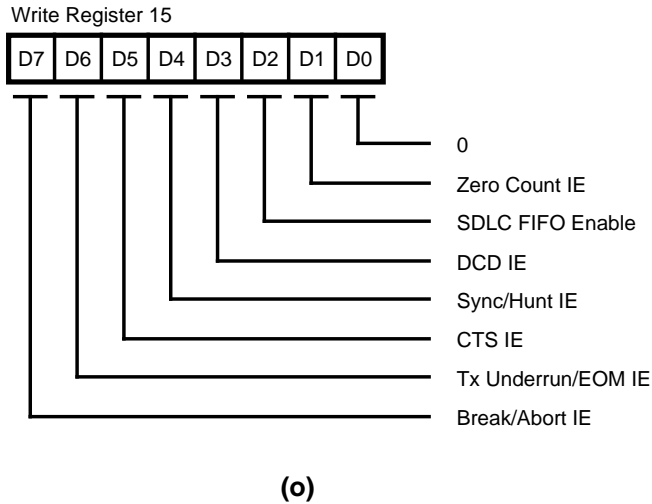 Write Register 15
D7 D6 D5 D4 D3 D2 D1 D0
0
Zero Count IE
SDLC FIFO Enable
DCD IE
Sync/Hunt IE
CTS IE
Tx Underrun/EOM IE
Break/Abort IE
(o)